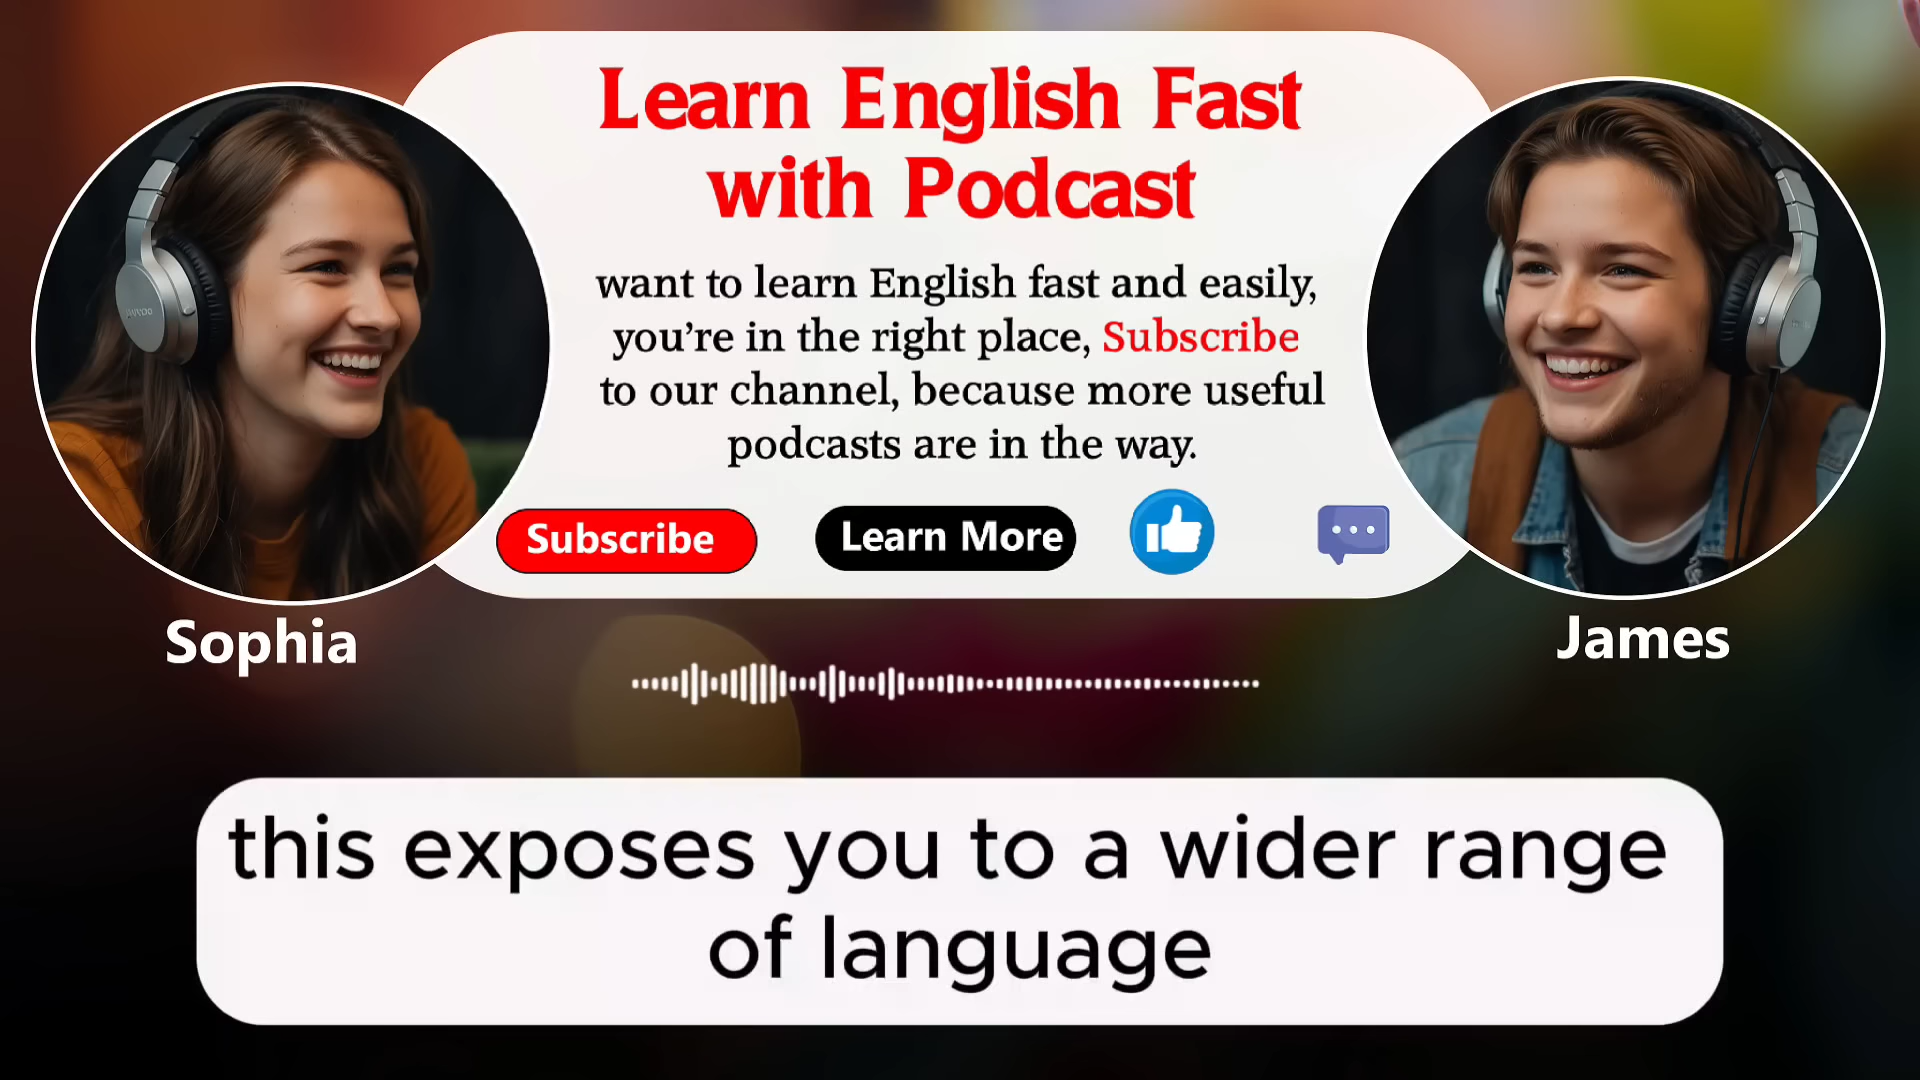 Learn English Fast
with Podcast
want to learn English fast and easily,
you're in the right place, Subscribe
to our channel, because more useful
podcasts are in the way.
Subscribe
Learn More
Sophia
James
this exposes you to a wider range
of language